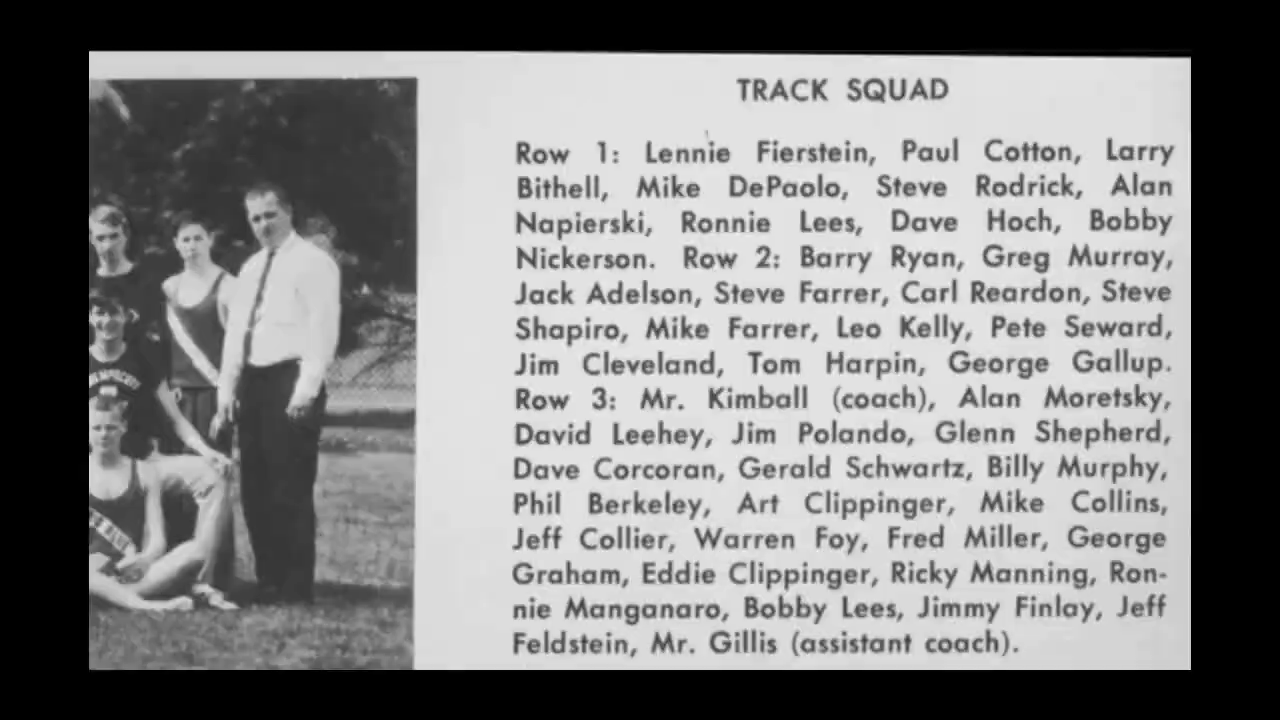 TRACK SQUAD
Row 1: Lennie Fierstein, Paul Cotton, Larry
Bithell, Mike DePaolo, Steve Rodrick, Alan
Napierski, Ronnie Lees, Dave Hoch, Bobby
Nickerson. Row 2: Barry Ryan, Greg Murray,
Jack Adelson, Steve Farrer, Carl Reardon, Steve
Shapiro, Mike Farrer, Leo Kelly, Pete Seward,
Jim Cleveland, Tom Harpin, George Gallup.
Row 3: Mr. Kimball (coach), Alan Moretsky,
David Leehey, Jim Polando, Glenn Shepherd,
Dave Corcoran, Gerald Schwartz, Billy Murphy,
Phil Berkeley, Art Clippinger, Mike Collins,
Jeff Collier, Warren Foy, Fred Miller, George
Graham, Eddie Clippinger, Ricky Manning, Ron-
nie Manganaro, Bobby Lees, Jimmy Finlay, Jeff
Feldstein, Mr. Gillis (assistant coach).